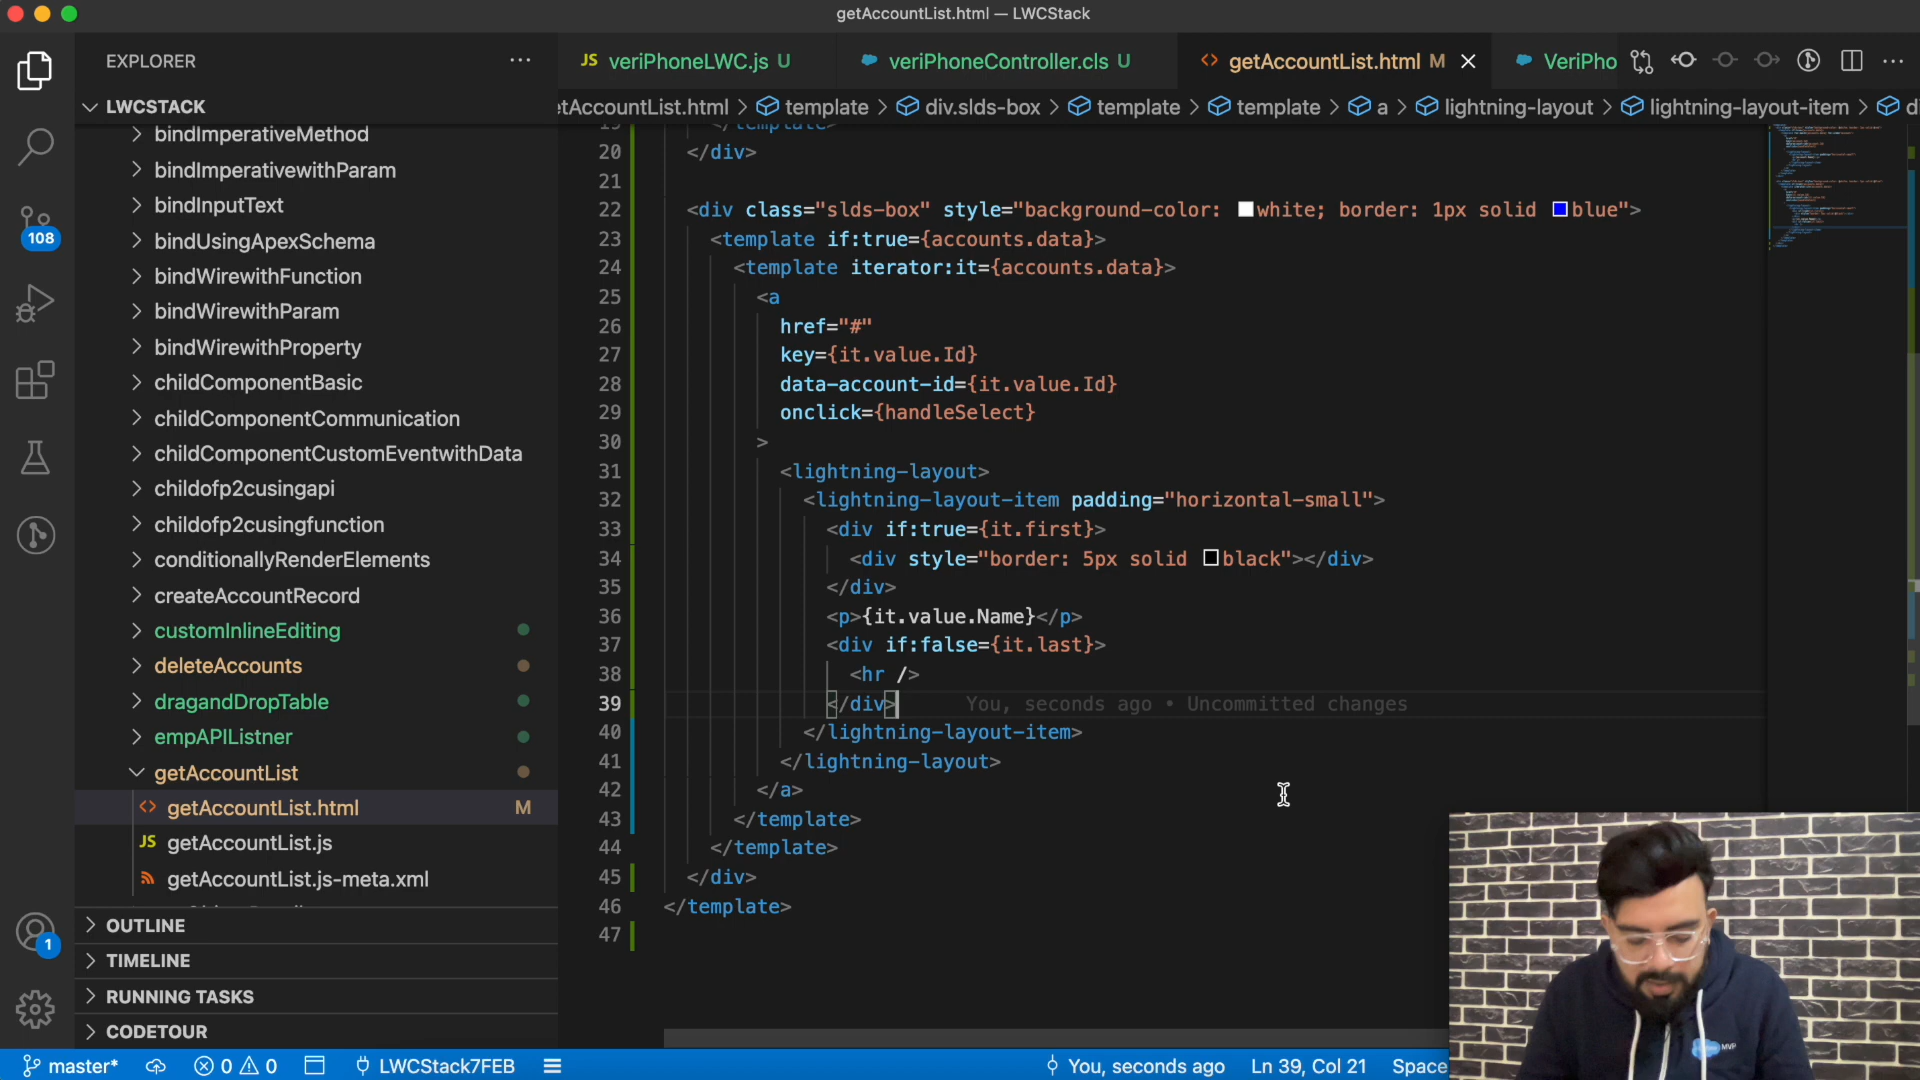 getAccountList.html — LWCStack
EXPLORER
JS veriPhoneLWC.js U
veriPhoneController.cls U
<> getAccountList.html M
VeriPho
LWCSTACK
etAccountList.html > template > div.slds-box > template > template > a > lightning-layout > lightning-layout-item >
bindImperativeMethod
bindImperativewithParam
bindInputText
bindUsingApexSchema
bindWirewithFunction
bindWirewithParam
bindWirewithProperty
childComponentBasic
childComponentCommunication
childComponentCustomEventwithData
childofp2cusingapi
childofp2cusingfunction
conditionallyRenderElements
createAccountRecord
customInlineEditing
deleteAccounts
dragandDropTable
empAPIListner
getAccountList
<> getAccountList.html M
JS getAccountList.js
getAccountList.js-meta.xml
OUTLINE
TIMELINE
RUNNING TASKS
CODETOUR
108
1
19 </template>
20 </div>
21
22 <div class="slds-box" style="background-color: white; border: 1px solid blue">
23 <template if:true={accounts.data}>
24 <template iterator:it={accounts.data}>
25 <a
26 href="#"
27 key={it.value.Id}
28 data-account-id={it.value.Id}
29 onclick={handleSelect}
30 >
31 <lightning-layout>
32 <lightning-layout-item padding="horizontal-small">
33 <div if:true={it.first}>
34 <div style="border: 5px solid black"></div>
35 </div>
36 <p>{it.value.Name}</p>
37 <div if:false={it.last}>
38 <hr />
39 </div> You, seconds ago • Uncommitted changes
40 </lightning-layout-item>
41 </lightning-layout>
42 </a>
43 </template>
44 </template>
45 </div>
46 </template>
47
MVP
master* 0 0 LWCStack7FEB You, seconds ago Ln 39, Col 21 Space